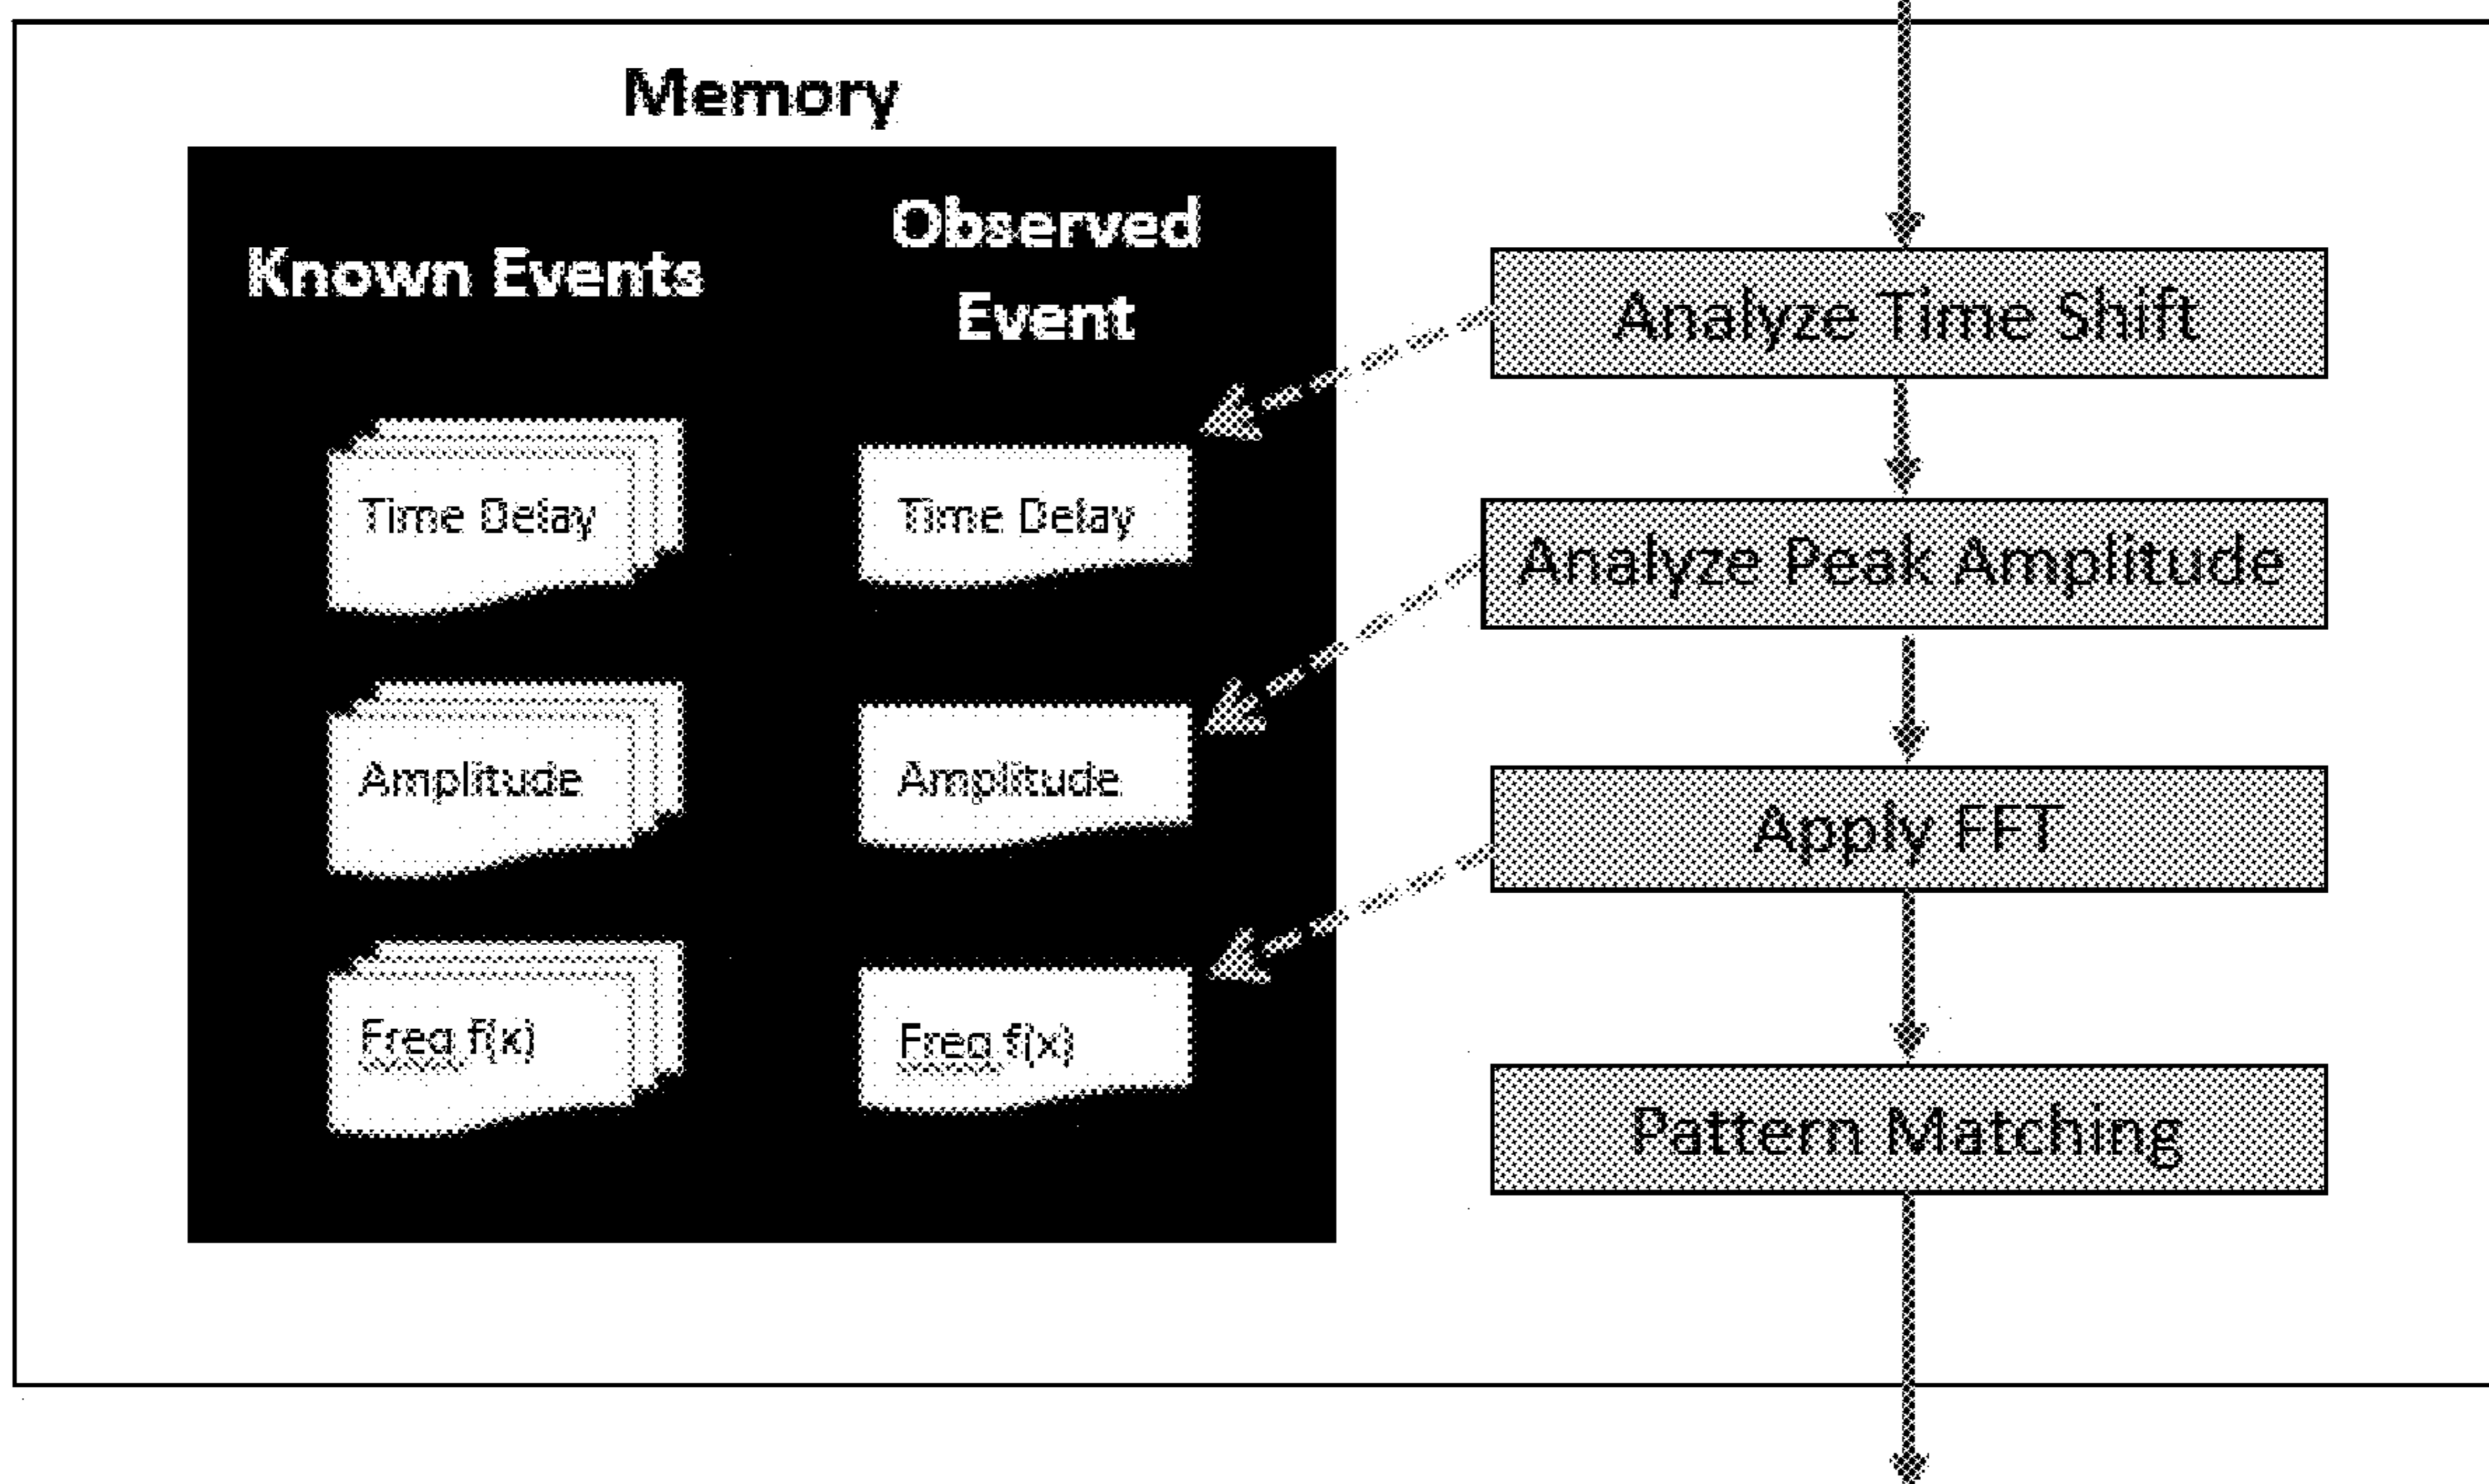 Memory
Known Events
Observed
Event
Time Delay
Time Delay
Amplitude
Amplitude
Freq f(x)
Freq f(x)
Analyze Time Shift
Analyze Peak Amplitude
Apply FFT
Pattern Matching